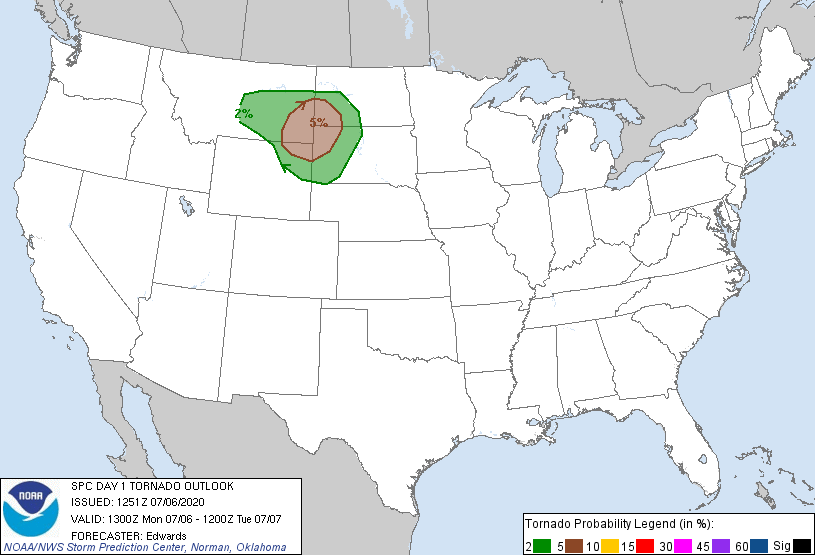 2%
5%
NOAA
SPC DAY 1 TORNADO OUTLOOK
ISSUED: 1251Z 07/06/2020
VALID: 1300Z Mon 07/06 - 1200Z Tue 07/07
FORECASTER: Edwards
NOAA/NWS Storm Prediction Center, Norman, Oklahoma
Tornado Probability Legend (in %):
2 5 10 15 30 45 60 Sig